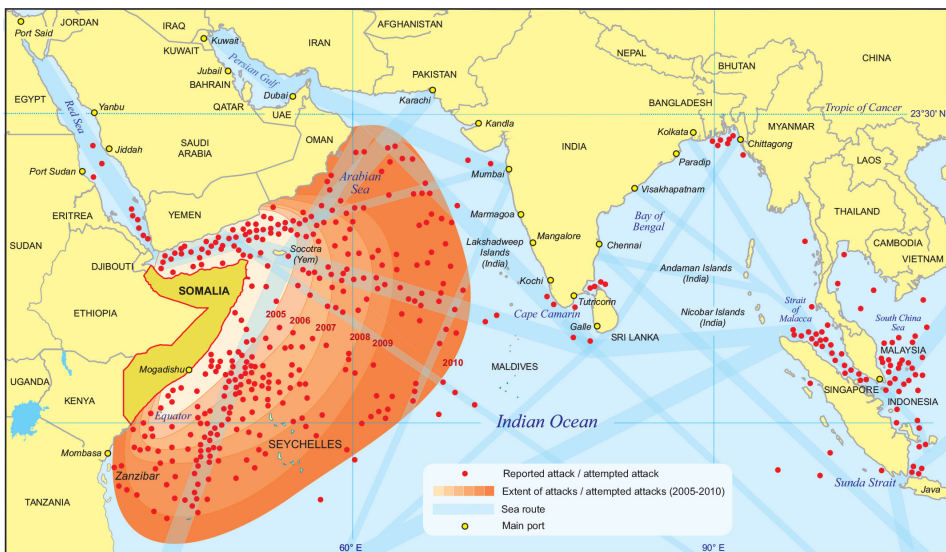 JORDAN
IRAQ
AFGHANISTAN
Port Said
KUWAIT
Kuwait
IRAN
NEPAL
BHUTAN
CHINA
Jubail
Persian Gulf
PAKISTAN
BAHRAIN
EGYPT
QATAR
Dubai
Karachi
BANGLADESH
Yanbu
UAE
Tropic of Cancer
23°30' N
Red Sea
OMAN
Kandla
Kolkata
MYANMAR
SAUDI
ARABIA
INDIA
Chittagong
Jiddah
Paradip
LAOS
Port Sudan
Arabian
Sea
Mumbai
Visakhapatnam
THAILAND
ERITREA
YEMEN
Marmagoa
Bay of
Bengal
SUDAN
Lakshadweep
Islands
(India)
Mangalore
Chennai
CAMBODIA
Socotra
(Yem)
VIETNAM
DJIBOUTI
Andaman Islands
(India)
Kochi
SOMALIA
Tutricorin
Nicobar Islands
(India)
Strait
of
Malacca
ETHIOPIA
2005
2006
2007
2008
2009
2010
Cape Camarin
South China
Sea
Galle
SRI LANKA
MALAYSIA
Mogadishu
MALDIVES
SINGAPORE
UGANDA
KENYA
INDONESIA
Equator
Indian Ocean
SEYCHELLES
Mombasa
Zanzibar
Reported attack / attempted attack
Extent of attacks / attempted attacks (2005-2010)
Sea route
Main port
Sunda Strait
Java
TANZANIA
60° E
90° E